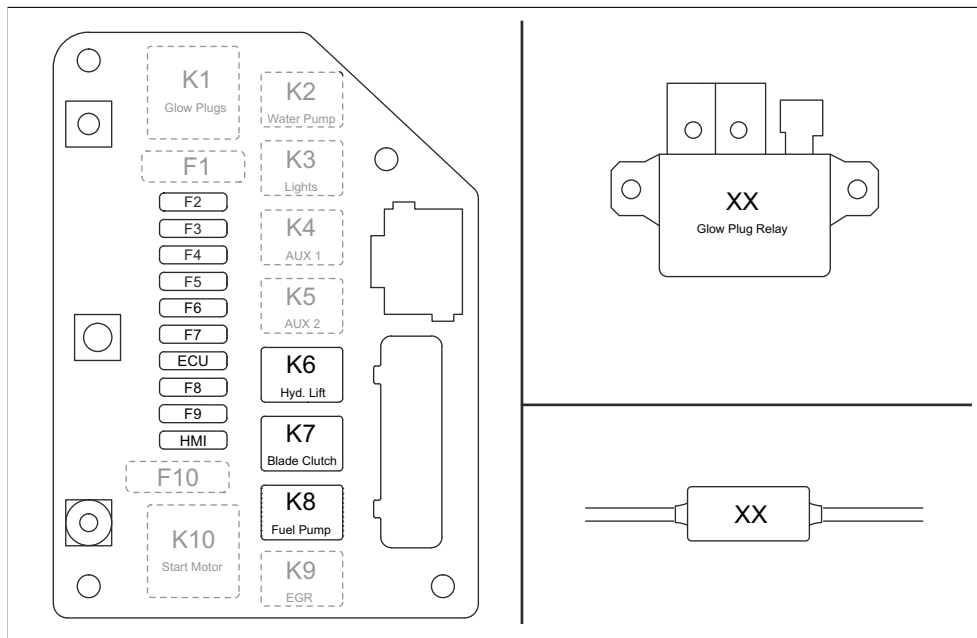 K1
Glow Plugs
F1
F2
F3
F4
F5
F6
F7
ECU
F8
F9
HMI
F10
K10
Start Motor
K2
Water Pump
K3
Lights
K4
AUX 1
K5
AUX 2
K6
Hyd. Lift
K7
Blade Clutch
K8
Fuel Pump
K9
EGR
XX
Glow Plug Relay
XX